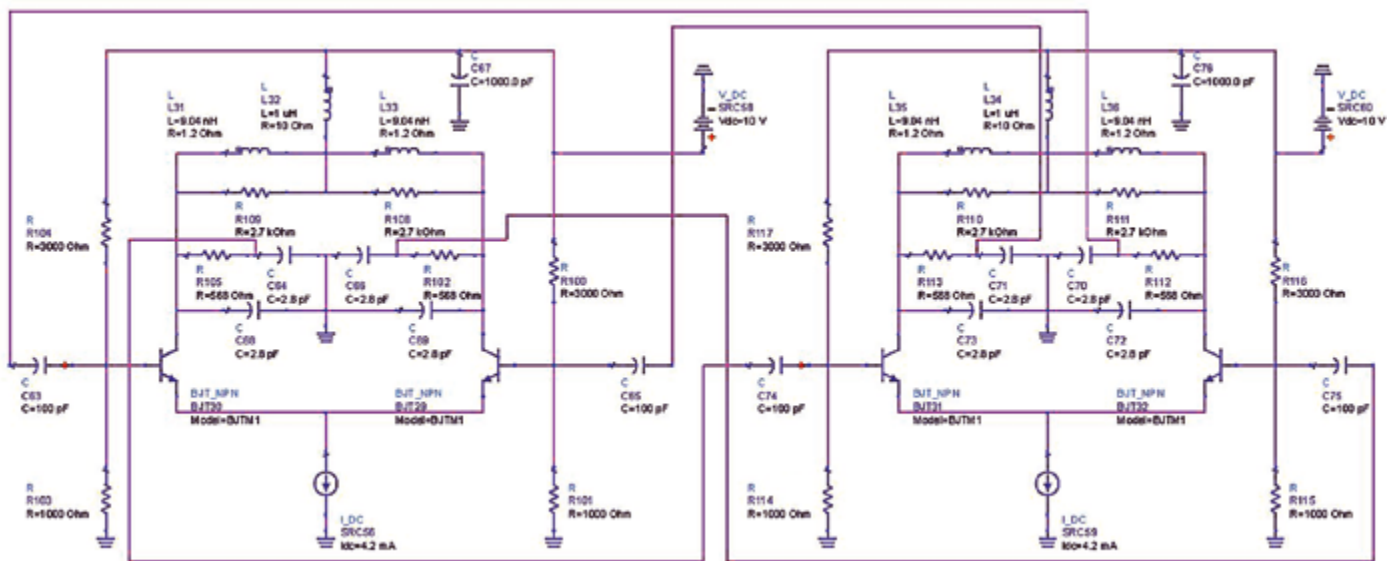 C
C67
C=1000.0 pF
L
L31
L=9.04 nH
R=1.2 Ohm
L
L32
L=1 uH
R=10 Ohm
L
L33
L=9.04 nH
R=1.2 Ohm
V_DC
SRC58
Vdc=10 V
R
R104
R=3000 Ohm
R
R109
R=2.7 kOhm
R
R108
R=2.7 kOhm
R
R105
R=568 Ohm
C
C64
C=2.8 pF
C
C66
C=2.8 pF
R
R102
R=568 Ohm
R
R100
R=3000 Ohm
C
C68
C=2.8 pF
C
C69
C=2.8 pF
C
C63
C=100 pF
BJT_NPN
BJT30
Model=BJTM1
BJT_NPN
BJT29
Model=BJTM1
C
C65
C=100 pF
R
R103
R=1000 Ohm
I_DC
SRC56
Idc=4.2 mA
R
R101
R=1000 Ohm
C
C76
C=1000.0 pF
L
L35
L=9.04 nH
R=1.2 Ohm
L
L34
L=1 uH
R=10 Ohm
L
L36
L=9.04 nH
R=1.2 Ohm
V_DC
SRC60
Vdc=10 V
R
R117
R=3000 Ohm
R
R110
R=2.7 kOhm
R
R111
R=2.7 kOhm
R
R113
R=568 Ohm
C
C71
C=2.8 pF
C
C70
C=2.8 pF
R
R112
R=568 Ohm
R
R116
R=3000 Ohm
C
C73
C=2.8 pF
C
C72
C=2.8 pF
C
C74
C=100 pF
BJT_NPN
BJT31
Model=BJTM1
BJT_NPN
BJT32
Model=BJTM1
C
C75
C=100 pF
R
R114
R=1000 Ohm
I_DC
SRC59
Idc=4.2 mA
R
R115
R=1000 Ohm